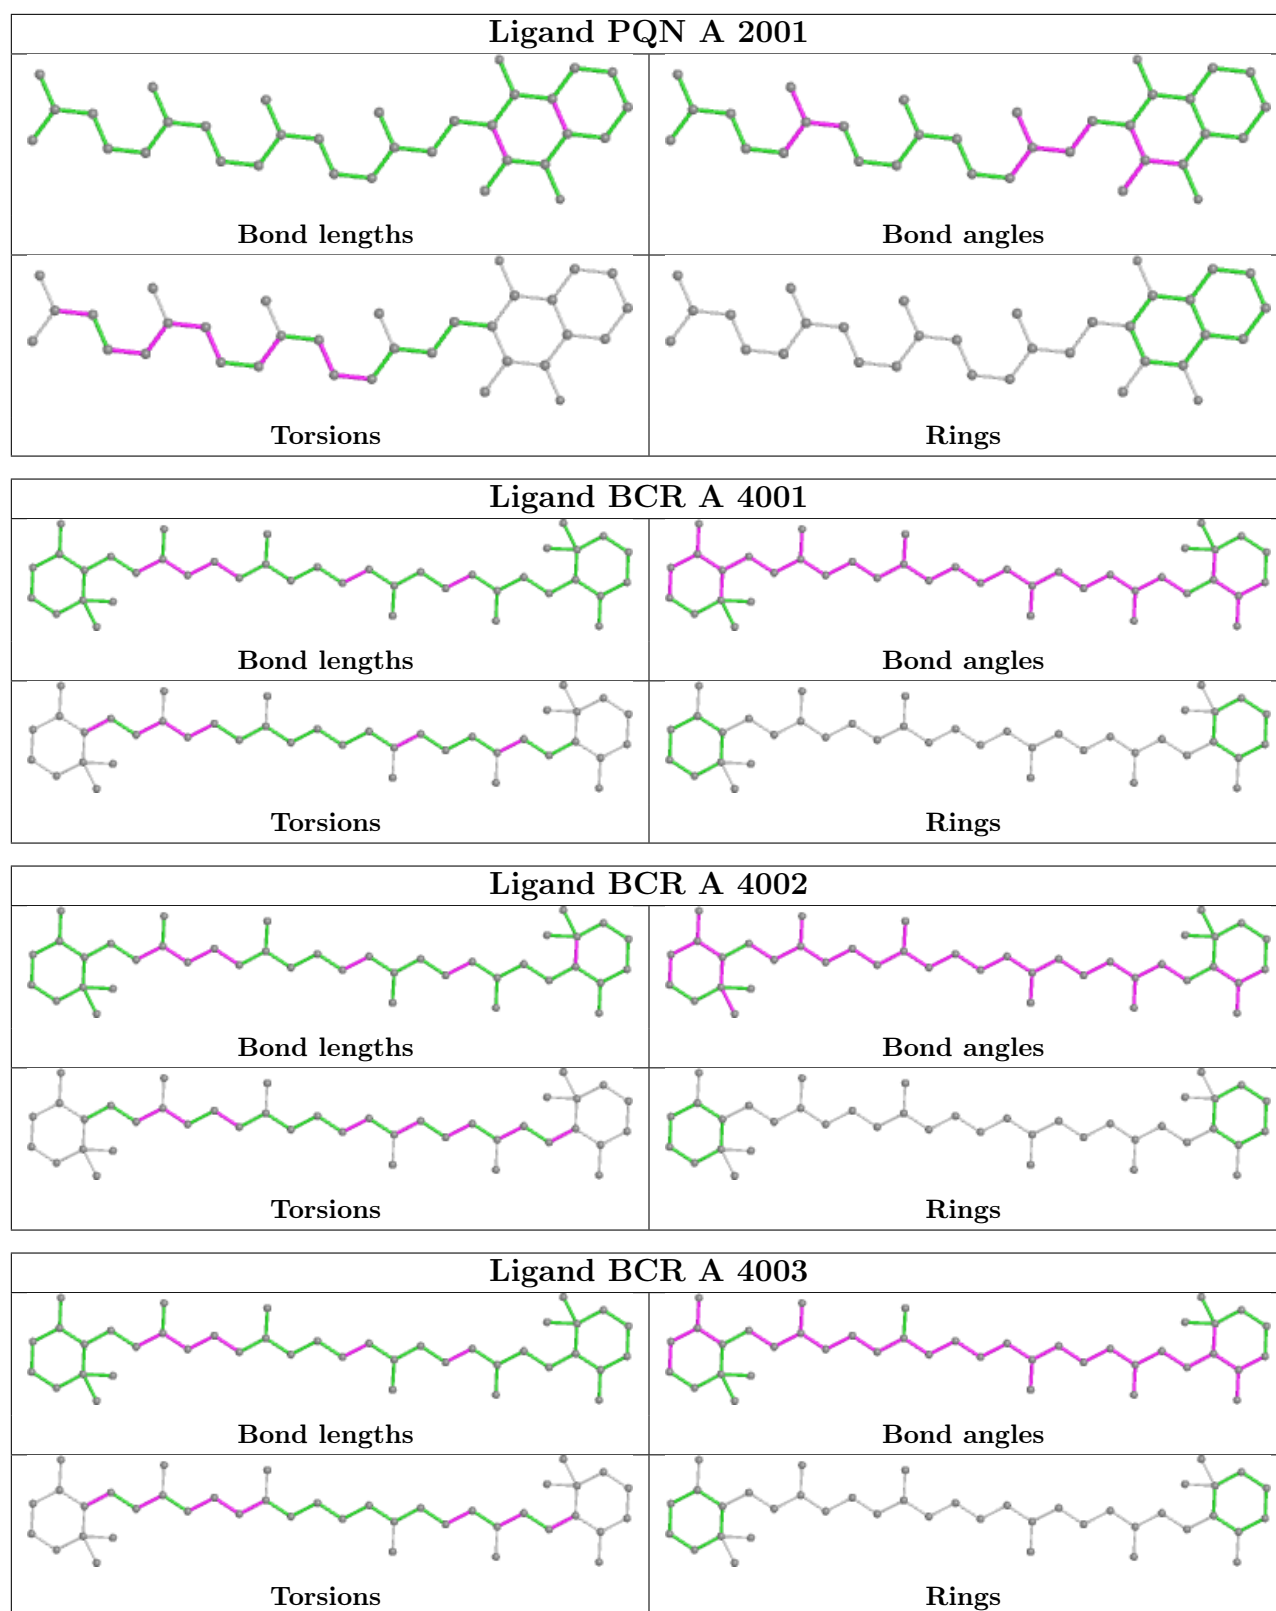 Ligand PQN A 2001
Bond lengths
Bond angles
Torsions
Rings
Ligand BCR A 4001
Bond lengths
Bond angles
Torsions
Rings
Ligand BCR A 4002
Bond lengths
Bond angles
Torsions
Rings
Ligand BCR A 4003
Bond lengths
Bond angles
Torsions
Rings